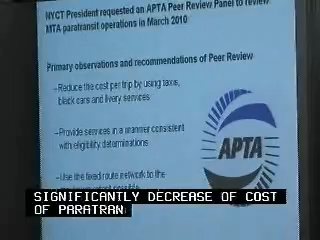 NYCT President requested an APTA Peer Review Panel to review
MTA paratransit operations in March 2010
Primary observations and recommendations of Peer Review
–Reduce the cost per trip by using taxis,
black cars and livery services
–Provide services in a manner consistent
with eligibility determinations
–Use the fixed route network to the
APTA
SIGNIFICANTLY DECREASE OF COST
OF PARATRAN